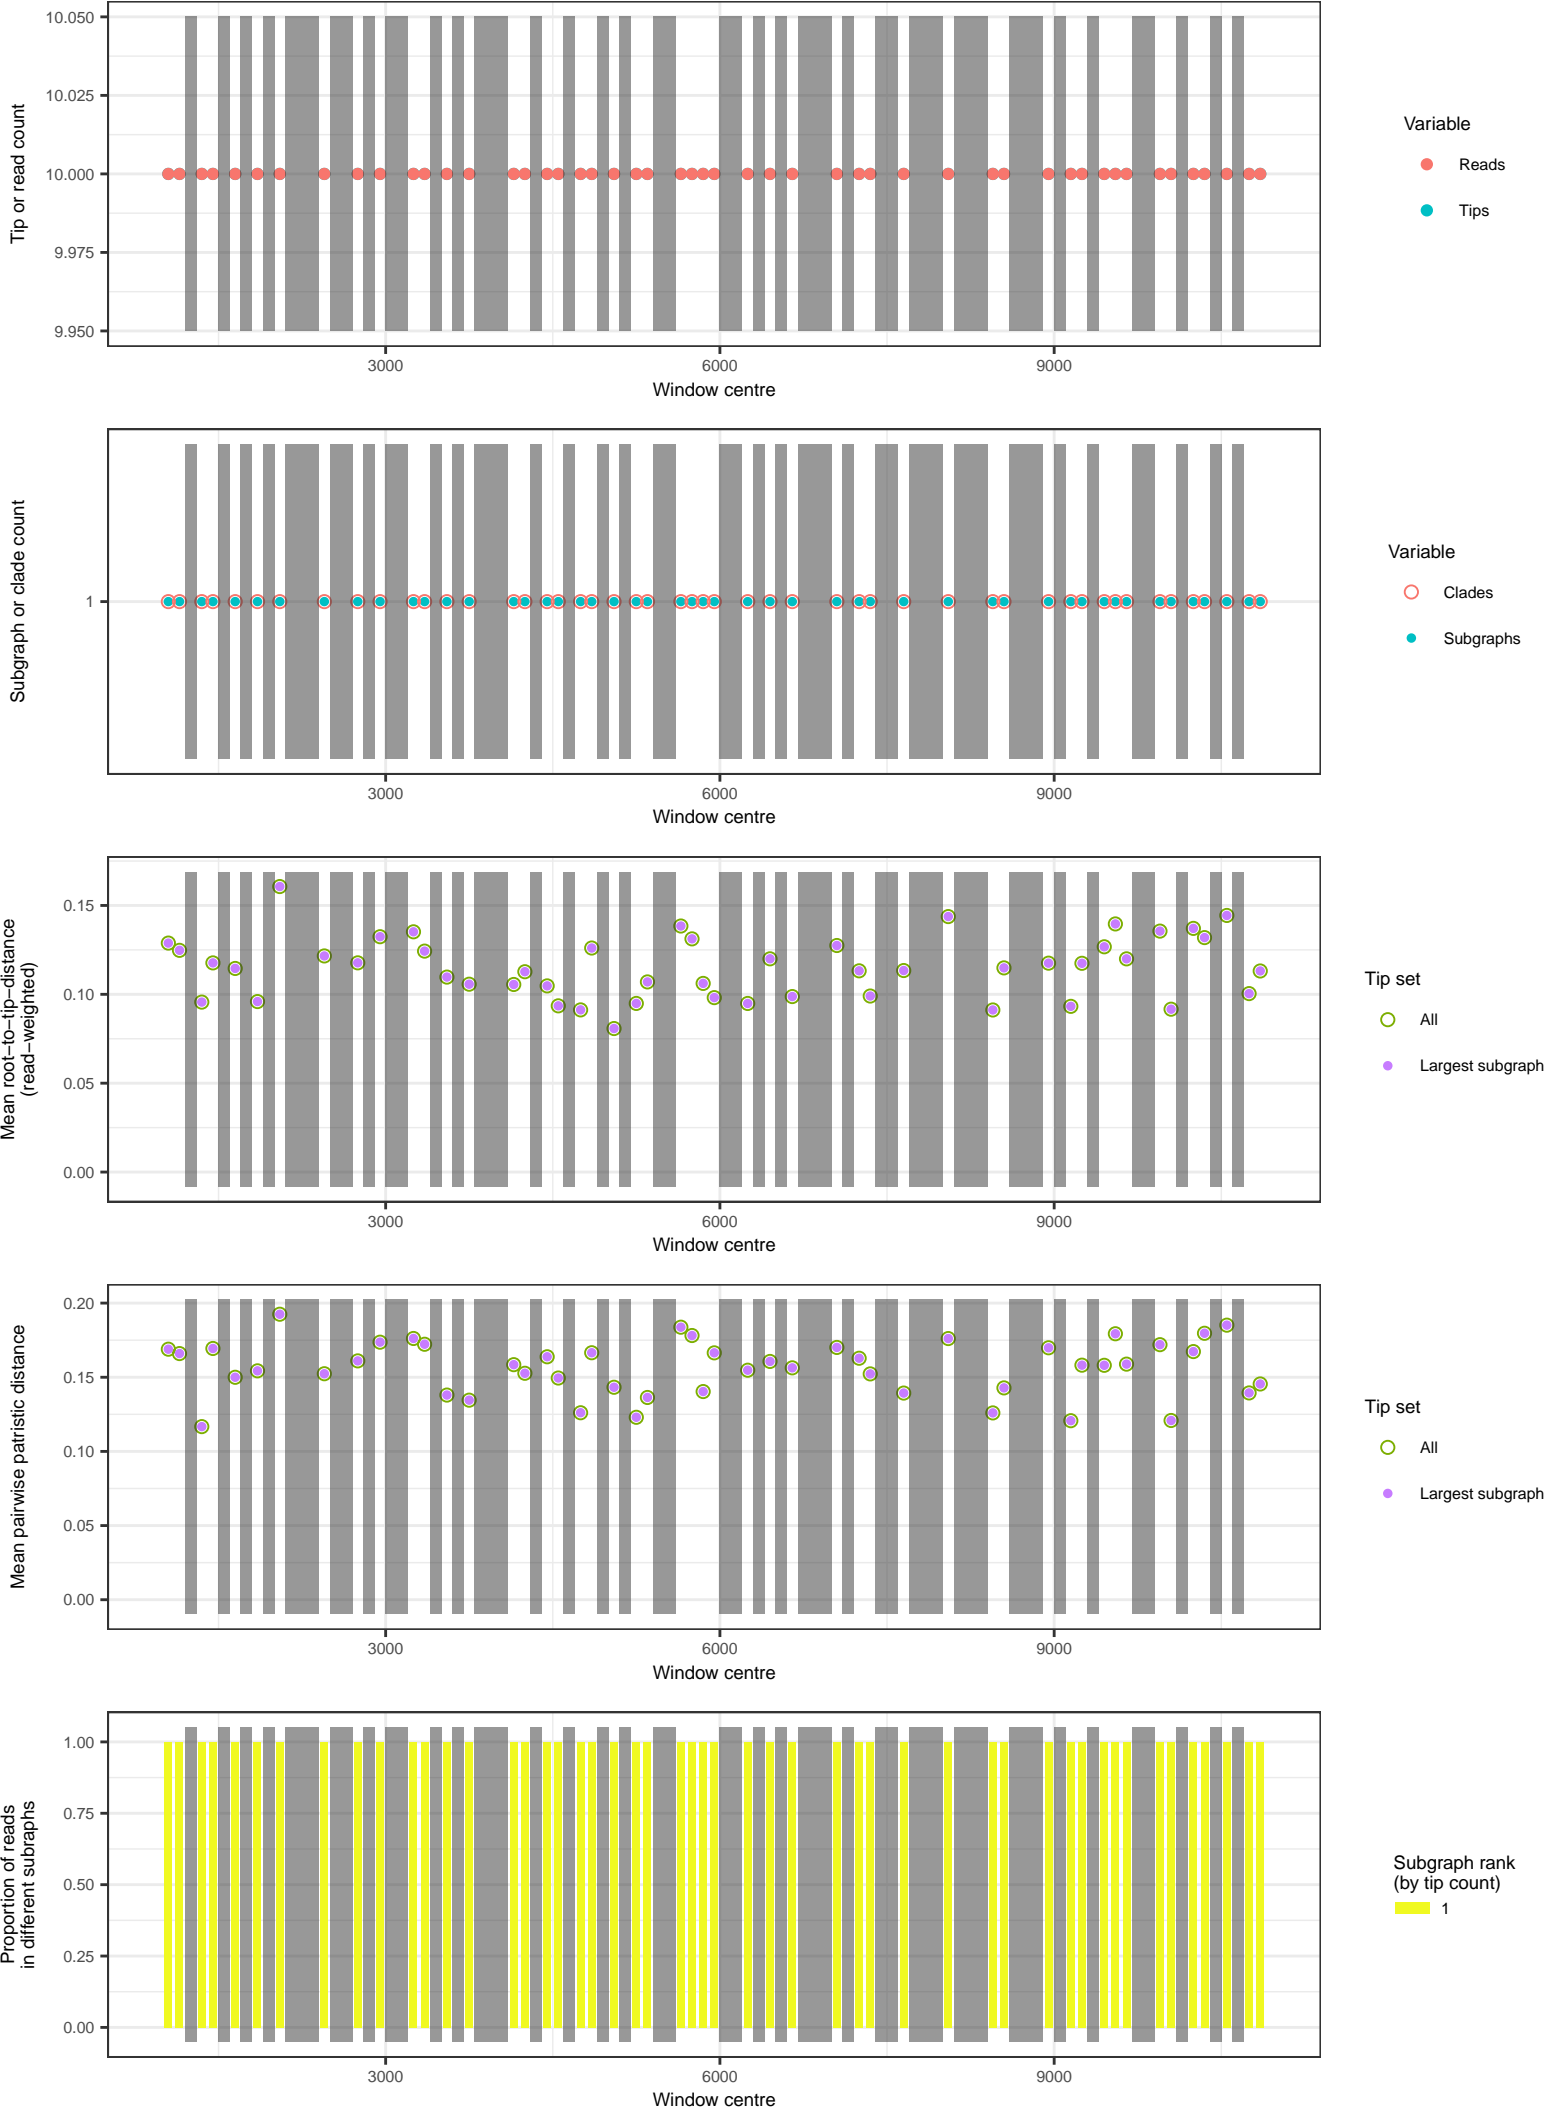 10.050
10.025
10.000
9.975
9.950
Tip or read count
3000
6000
9000
Window centre
Variable
Reads
Tips
1
Subgraph or clade count
3000
6000
9000
Window centre
Variable
Clades
Subgraphs
0.15
0.10
0.05
0.00
Mean root−to−tip−distance
(read−weighted)
3000
6000
9000
Window centre
Tip set
All
Largest subgraph
0.20
0.15
0.10
0.05
0.00
Mean pairwise patristic distance
3000
6000
9000
Window centre
Tip set
All
Largest subgraph
1.00
0.75
0.50
0.25
0.00
Proportion of reads
in different subraphs
3000
6000
9000
Window centre
Subgraph rank
(by tip count)
1